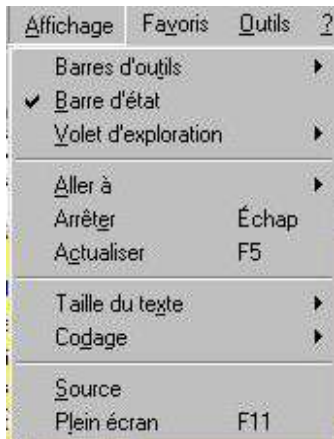 Affichage Favoris Outils ?
Barres d'outils
Barre d'état
Volet d'exploration
Aller à
Arrêter Échap
Actualiser F5
Taille du texte
Codage
Source
Plein écran F11